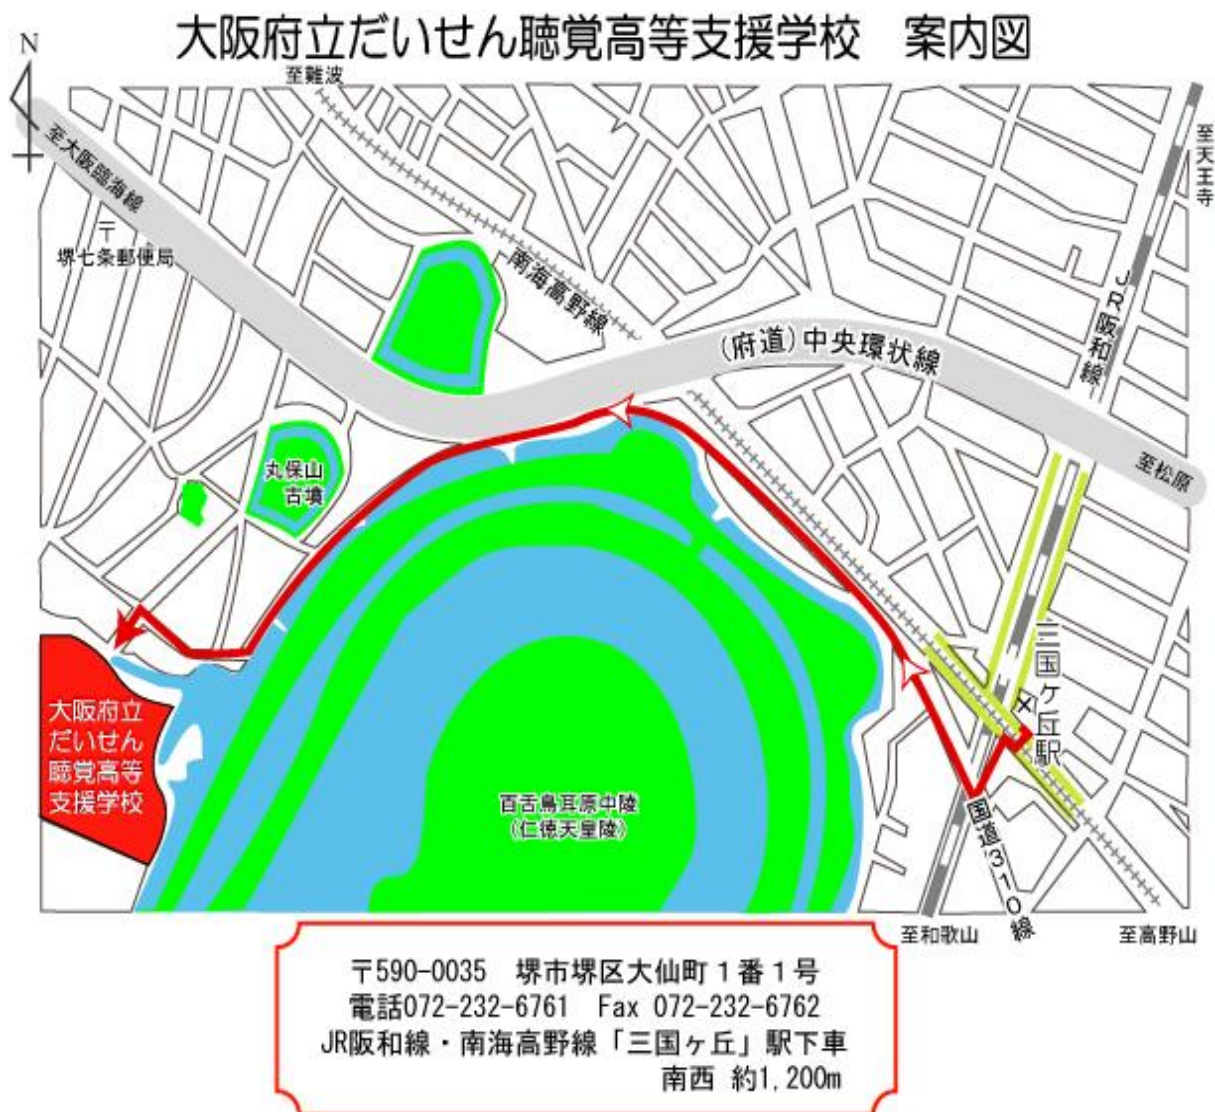 大阪府立だいせん聴覚高等支援学校 案内図
N
至難波
至天王寺
至大阪臨海線
〒
堺七条郵便局
南海高野線
JR阪和線
(府道)中央環状線
至松原
丸保山
古墳
三国ヶ丘駅
大阪府立
だいせん
聴覚高等
支援学校
百舌鳥耳原中陵
(仁徳天皇陵)
国道310線
至和歌山
至高野山
〒590-0035 堺市堺区大仙町1番1号
電話072-232-6761 Fax 072-232-6762
JR阪和線・南海高野線「三国ヶ丘」駅下車
南西 約1,200m